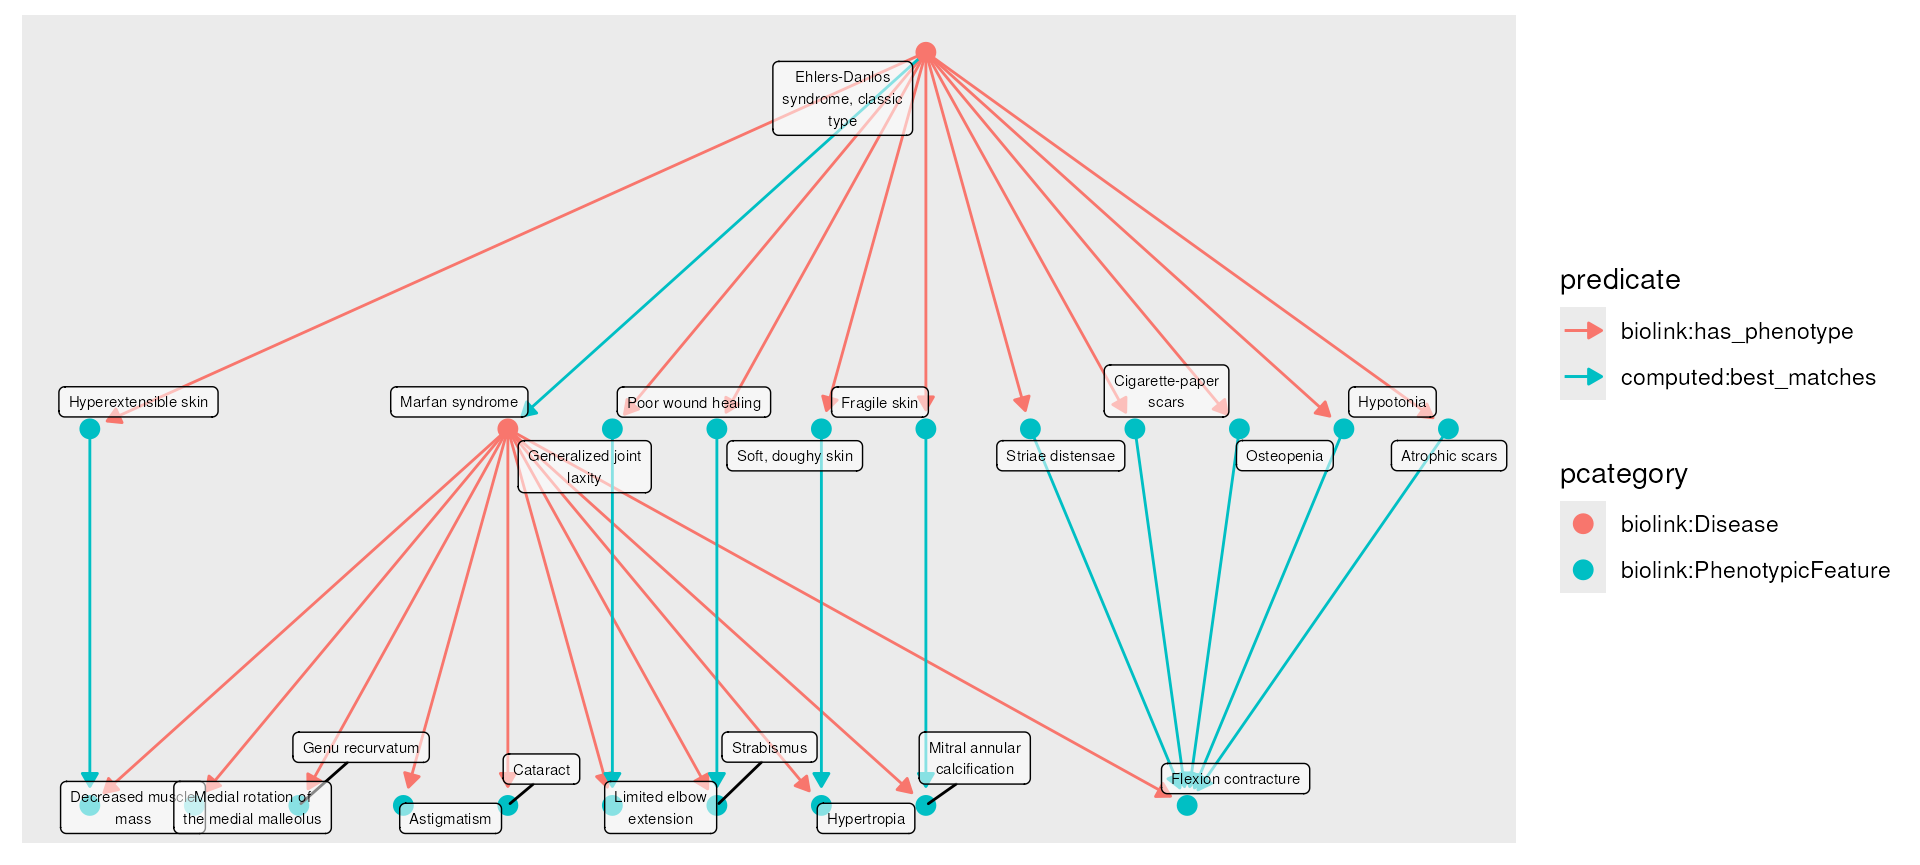 Ehlers-Danlos
syndrome, classic
type
Hyperextensible skin
Marfan syndrome
Poor wound healing
Fragile skin
Cigarette-paper
scars
Hypotonia
Generalized joint
laxity
Soft, doughy skin
Striae distensae
Osteopenia
Atrophic scars
Genu recurvatum
Cataract
Strabismus
Mitral annular
calcification
Flexion contracture
Decreased muscle
mass
Medial rotation of
the medial malleolus
Astigmatism
Limited elbow
extension
Hypertropia
predicate
biolink:has_phenotype
computed:best_matches
pcategory
biolink:Disease
biolink:PhenotypicFeature